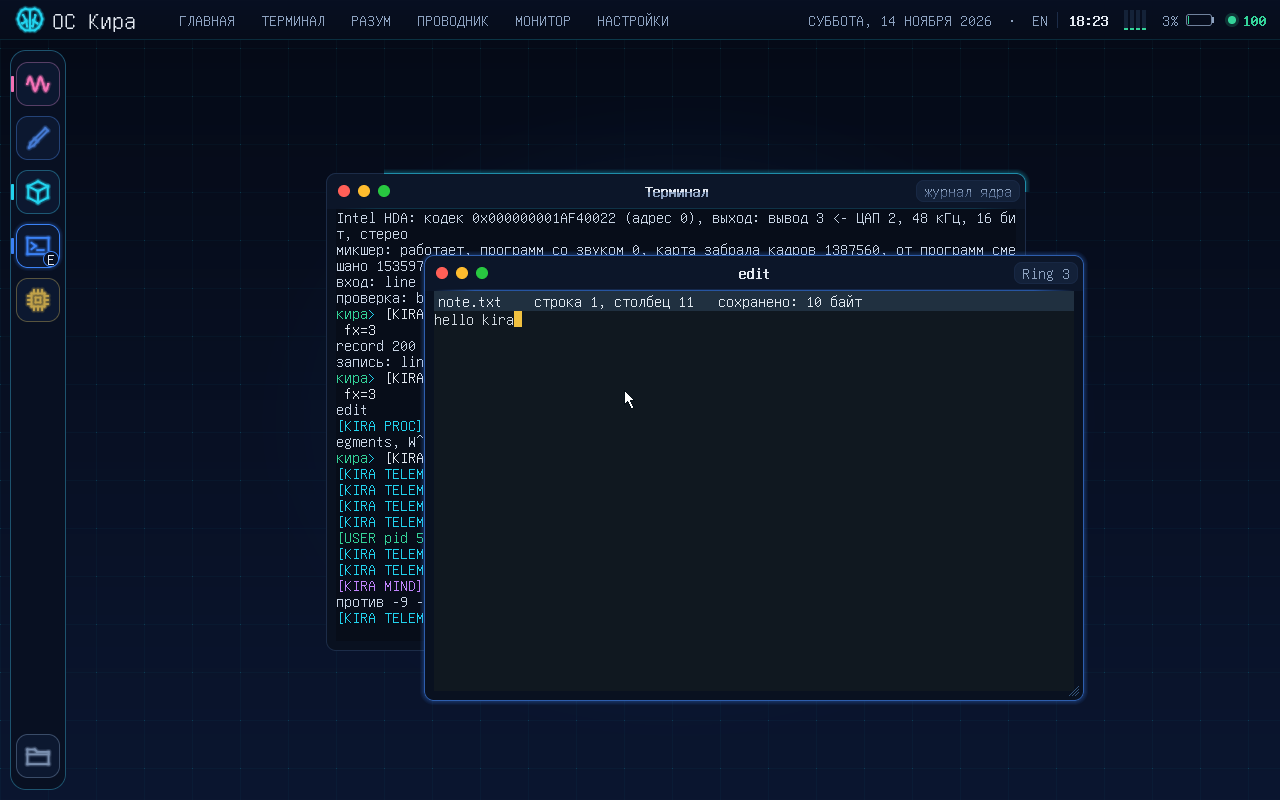 ОС Кира ГЛАВНАЯ ТЕРМИНАЛ РАЗУМ ПРОВОДНИК МОНИТОР НАСТРОЙКИ СУББОТА, 14 НОЯБРЯ 2026 · EN 18:23 3% 100
Терминал журнал ядра
Intel HDA: кодек 0x000000001AF40022 (адрес 0), выход: вывод 3 <- ЦАП 2, 48 кГц, 16 би
т, стерео
микшер: работает, программ со звуком 0, карта забрала кадров 1387560, от программ сме
шано 153597
вход: line
проверка: b
кира> [KIRA
fx=3
record 200
запись: lin
кира> [KIRA
fx=3
edit
[KIRA PROC]
egments, W^
кира> [KIRA
[KIRA TELEM
[KIRA TELEM
[KIRA TELEM
[KIRA TELEM
[USER pid 5
[KIRA TELEM
[KIRA TELEM
[KIRA MIND]
против -9 -
[KIRA TELEM
edit Ring 3
note.txt строка 1, столбец 11 сохранено: 10 байт
hello kira
E